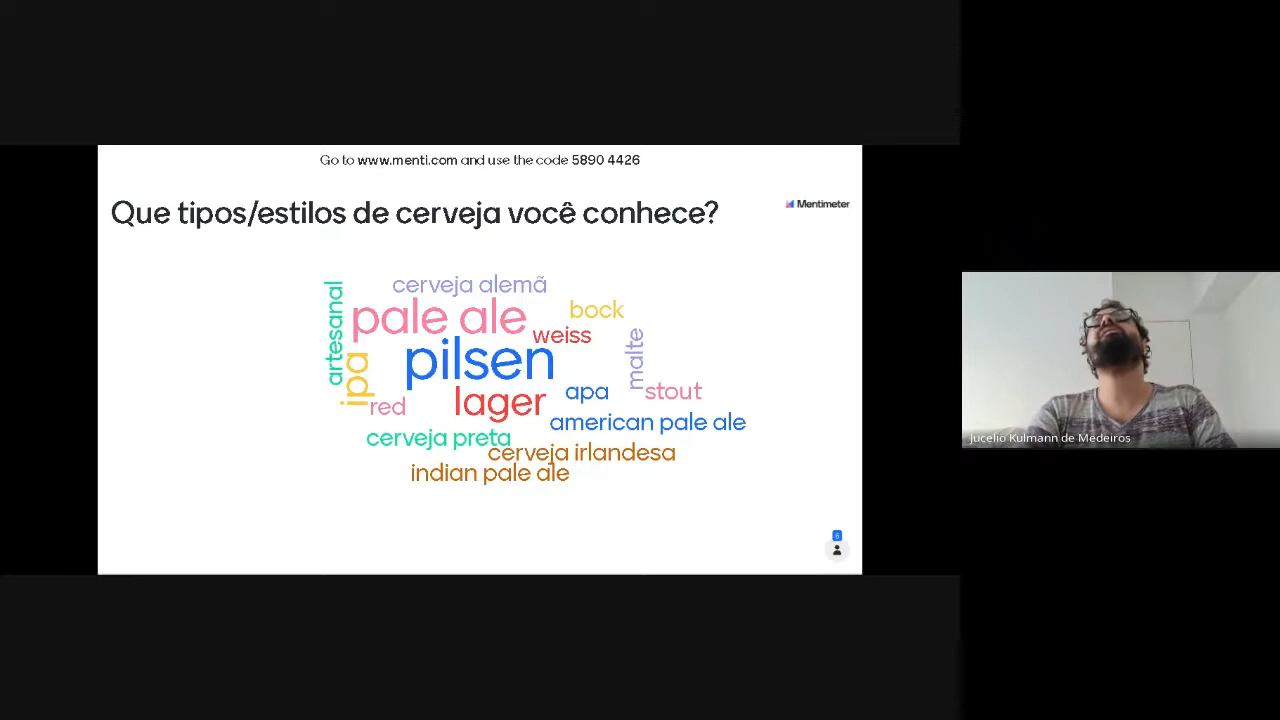 Go to www.menti.com and use the code 5890 4426
Que tipos/estilos de cerveja você conhece?
Mentimeter
cerveja alemã
artesanal
pale ale
bock
weiss
malte
pilsen
ipa
apa
stout
red
lager
american pale ale
cerveja preta
cerveja irlandesa
indian pale ale
6
Jucelio Kulmann de Medeiros